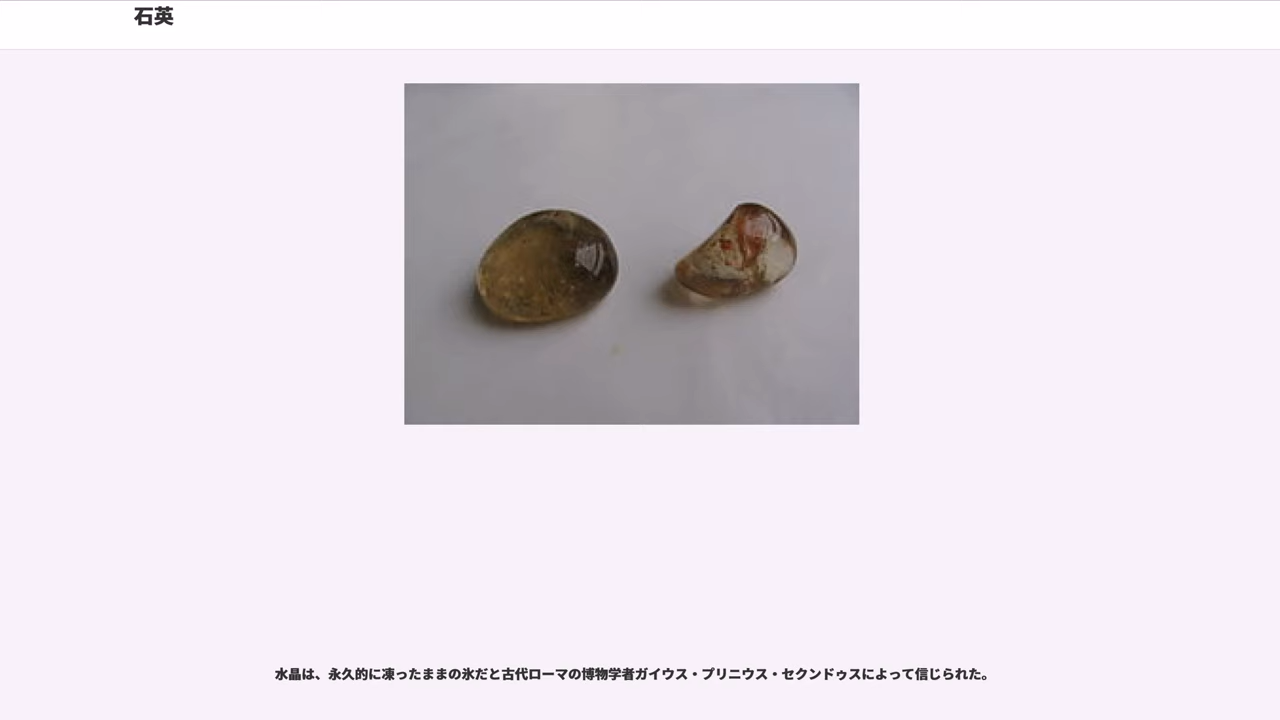 石英
水晶は、永久的に凍ったままの氷だと古代ローマの博物学者ガイウス・プリニウス・セクンドゥスによって信じられた。